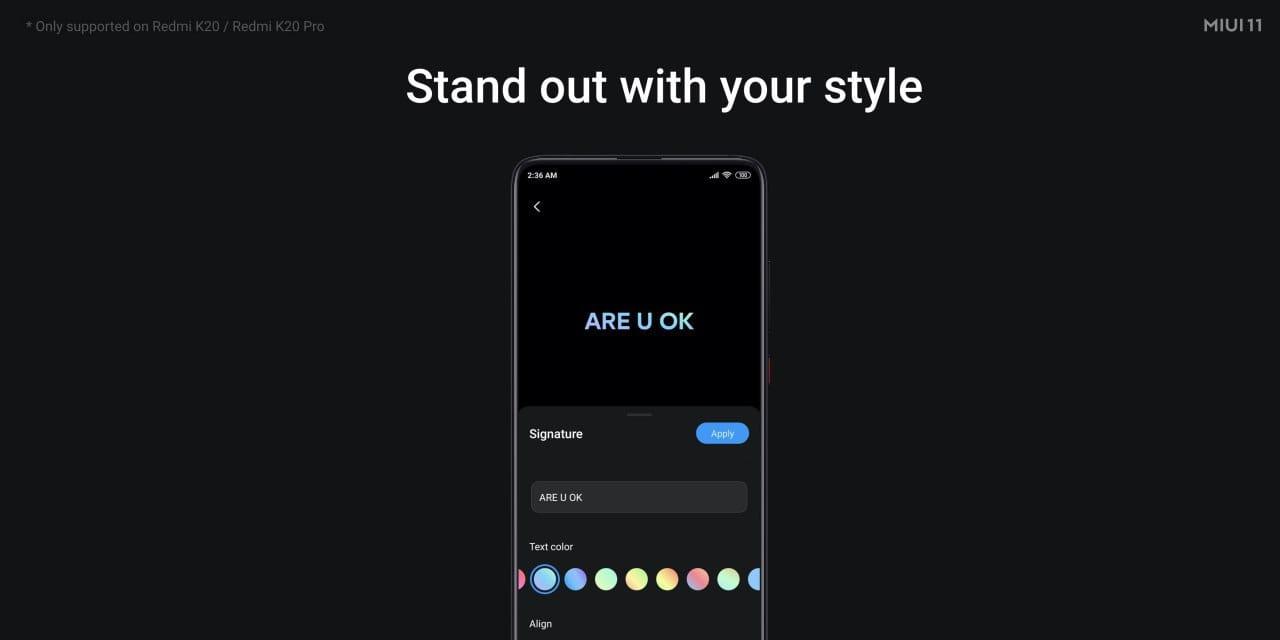 * Only supported on Redmi K20 / Redmi K20 Pro
MIUI 11
Stand out with your style
2:36 AM
100
ARE U OK
Signature
Apply
ARE U OK
Text color
Align